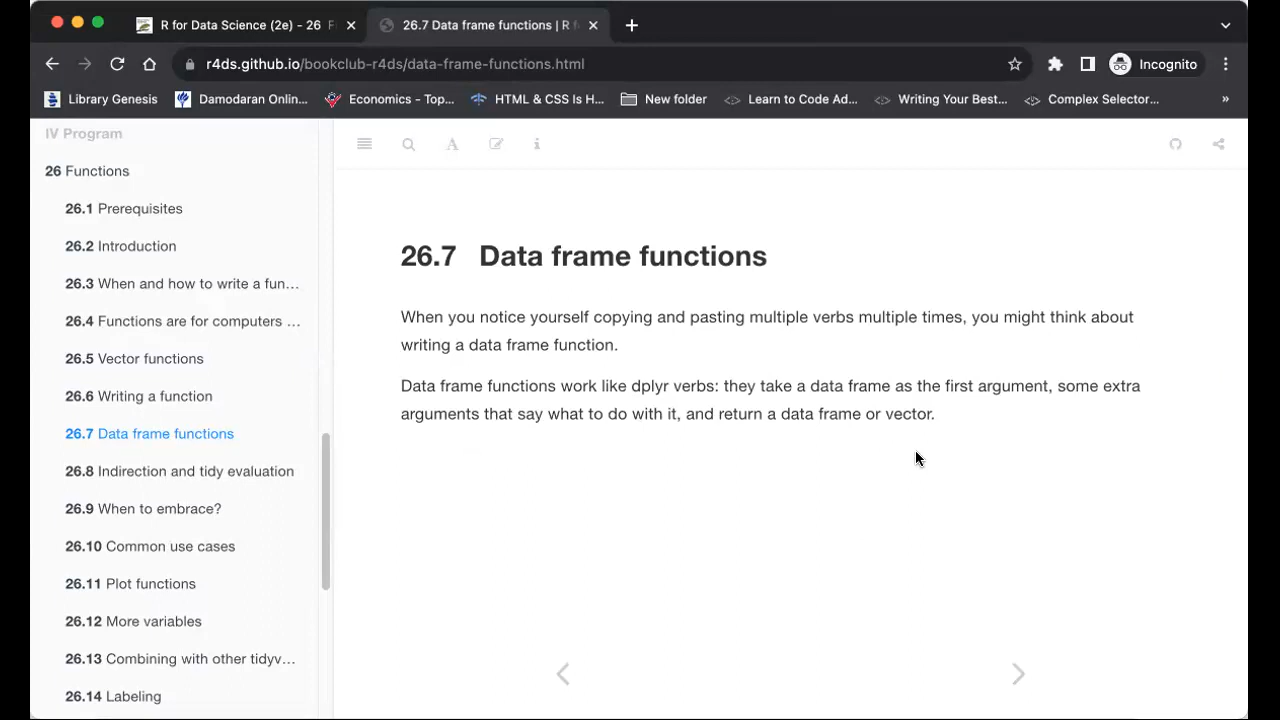 R for Data Science (2e) - 26 F
26.7 Data frame functions | R f
r4ds.github.io/bookclub-r4ds/data-frame-functions.html
Incognito
Library Genesis
Damodaran Onlin...
Economics - Top...
HTML & CSS Is H...
New folder
Learn to Code Ad...
Writing Your Best...
Complex Selector...
»
IV Program
26 Functions
26.1 Prerequisites
26.2 Introduction
26.3 When and how to write a fun...
26.4 Functions are for computers ...
26.5 Vector functions
26.6 Writing a function
26.7 Data frame functions
26.8 Indirection and tidy evaluation
26.9 When to embrace?
26.10 Common use cases
26.11 Plot functions
26.12 More variables
26.13 Combining with other tidyv...
26.14 Labeling
26.7 Data frame functions
When you notice yourself copying and pasting multiple verbs multiple times, you might think about
writing a data frame function.
Data frame functions work like dplyr verbs: they take a data frame as the first argument, some extra
arguments that say what to do with it, and return a data frame or vector.